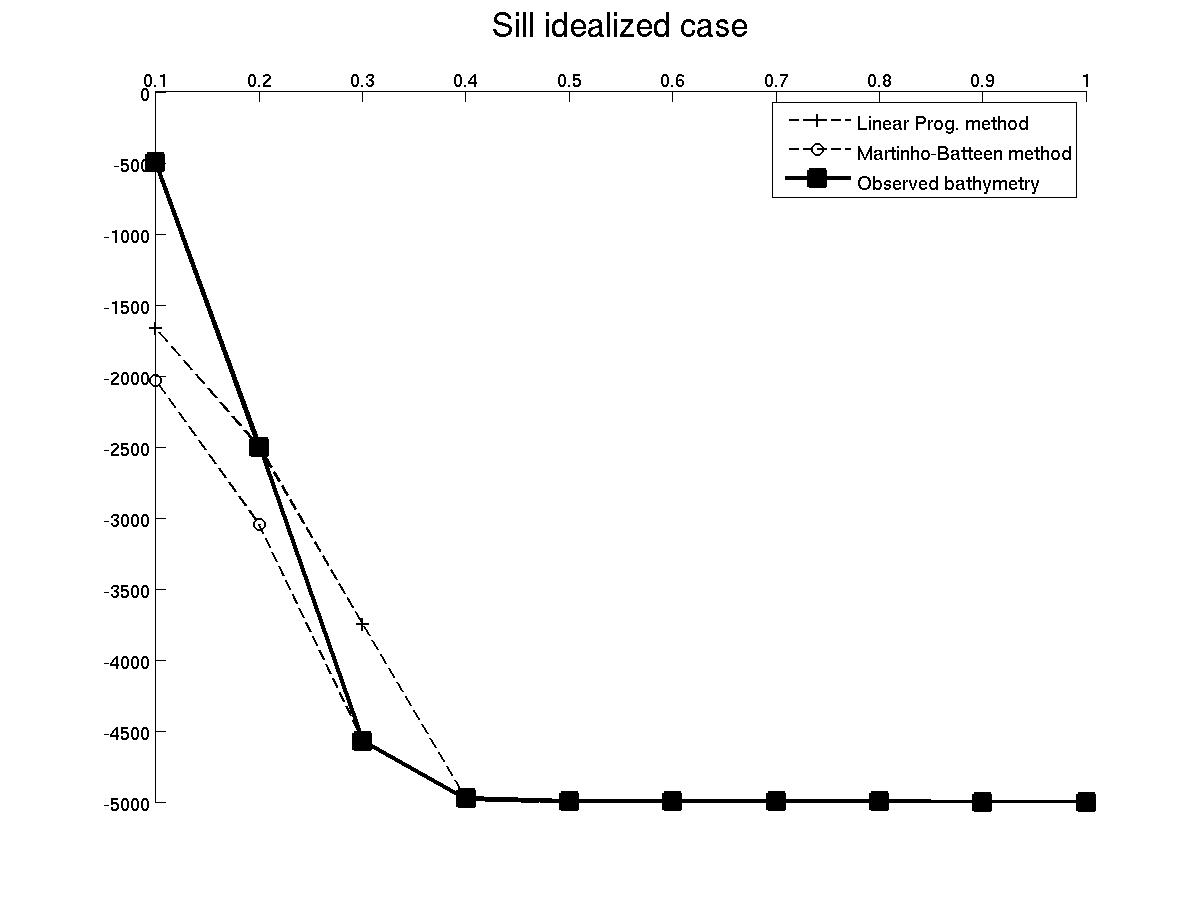 Sill idealized case
0.1 0.2 0.3 0.4 0.5 0.6 0.7 0.8 0.9 1
0
-500
-1000
-1500
-2000
-2500
-3000
-3500
-4000
-4500
-5000
Linear Prog. method
Martinho-Batteen method
Observed bathymetry